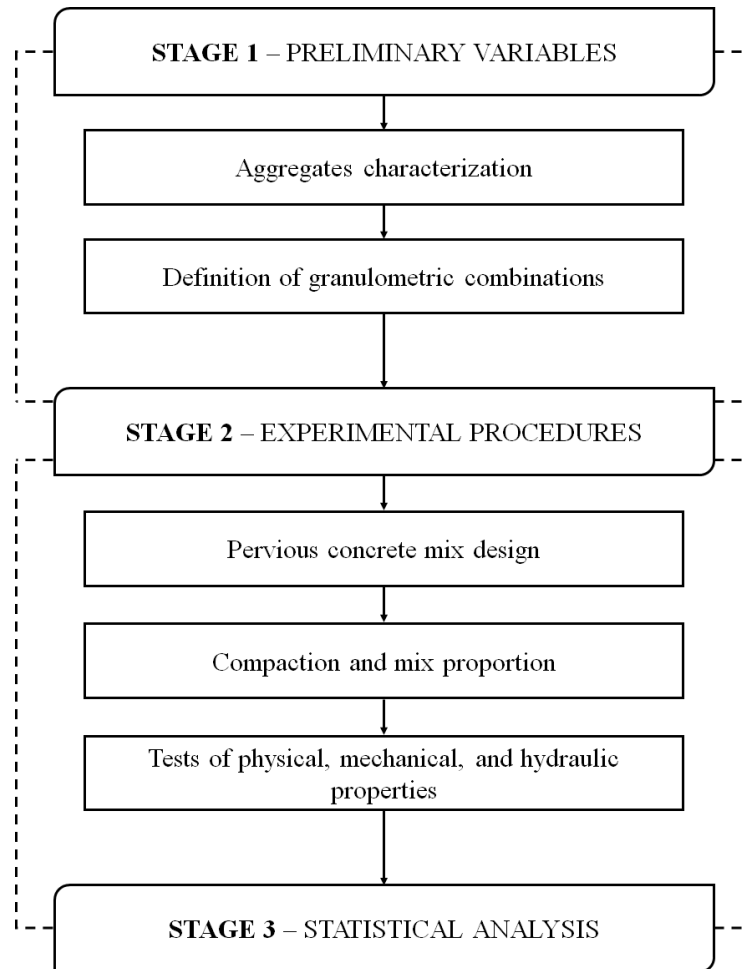 STAGE 1 – PRELIMINARY VARIABLES
Aggregates characterization
Definition of granulometric combinations
STAGE 2 – EXPERIMENTAL PROCEDURES
Pervious concrete mix design
Compaction and mix proportion
Tests of physical, mechanical, and hydraulic
properties
STAGE 3 – STATISTICAL ANALYSIS